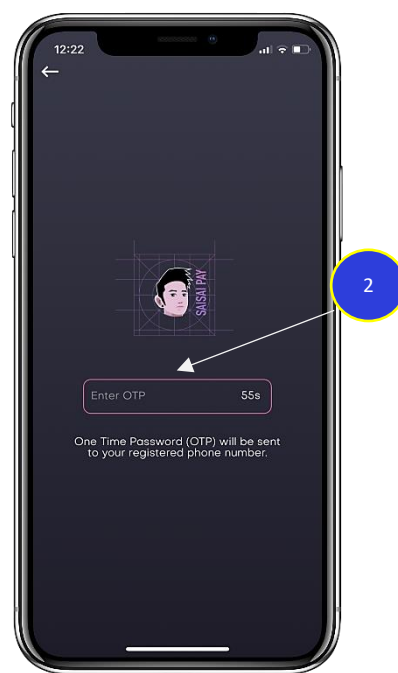 12:22
SAISAI PAY
2
Enter OTP 55s
One Time Password (OTP) will be sent
to your registered phone number.